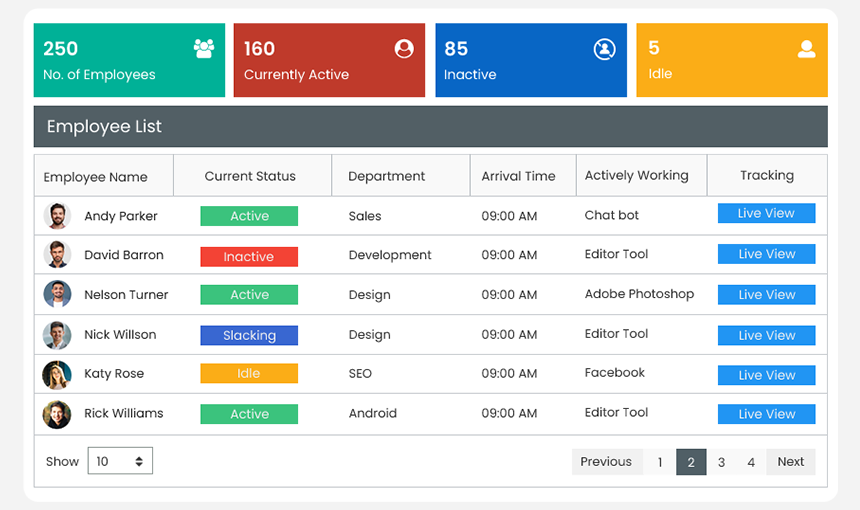 250
No. of Employees
160
Currently Active
85
Inactive
5
Idle
Employee List
Employee Name Current Status Department Arrival Time Actively Working Tracking
Andy Parker Active Sales 09:00 AM Chat bot Live View
David Barron Inactive Development 09:00 AM Editor Tool Live View
Nelson Turner Active Design 09:00 AM Adobe Photoshop Live View
Nick Willson Slacking Design 09:00 AM Editor Tool Live View
Katy Rose Idle SEO 09:00 AM Facebook Live View
Rick Williams Active Android 09:00 AM Editor Tool Live View
Show 10 Previous 1 2 3 4 Next